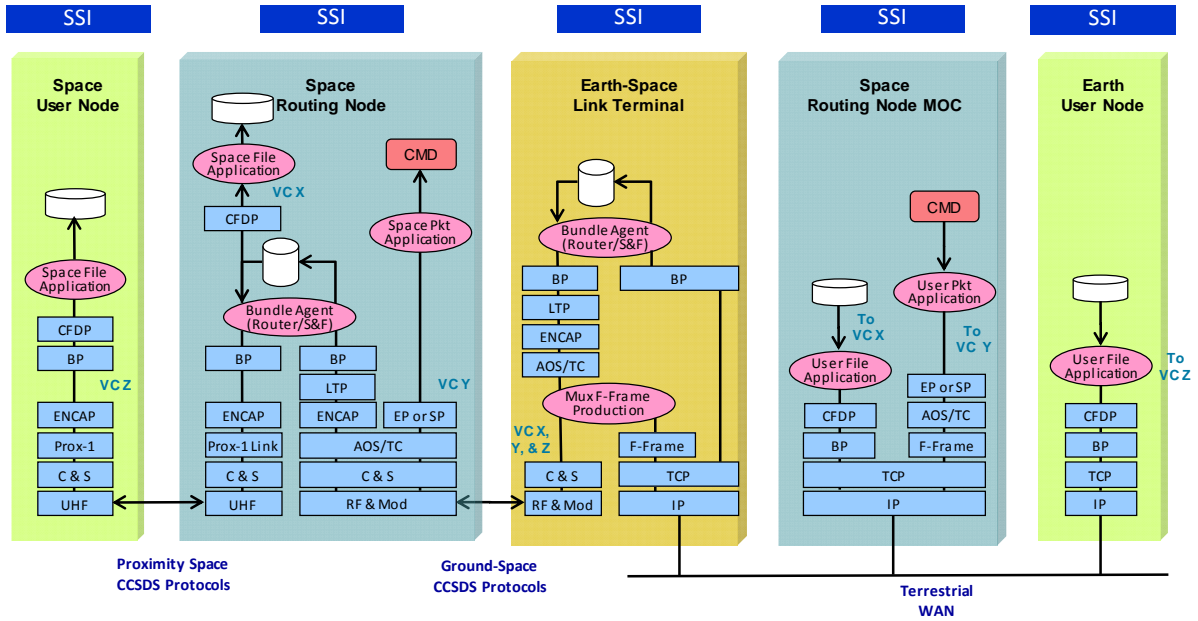 SSI
SSI
SSI
SSI
SSI
Space
User Node
Space File
Application
CFDP
BP
VC Z
ENCAP
Prox-1
C & S
UHF
Space
Routing Node
Space File
Application
VC X
CFDP
CMD
Space Pkt
Application
Bundle Agent
(Router/S&F)
BP
BP
LTP
VC Y
ENCAP
ENCAP
EP or SP
Prox-1 Link
AOS/TC
C & S
C & S
UHF
RF & Mod
Earth-Space
Link Terminal
Bundle Agent
(Router/S&F)
BP
BP
LTP
ENCAP
AOS/TC
Mux F-Frame
Production
VC X,
Y, & Z
F-Frame
C & S
TCP
RF & Mod
IP
Space
Routing Node MOC
CMD
User Pkt
Application
To
VC X
To
VC Y
User File
Application
EP or SP
CFDP
AOS/TC
BP
F-Frame
TCP
IP
Earth
User Node
User File
Application
To
VC Z
CFDP
BP
TCP
IP
Proximity Space
CCSDS Protocols
Ground-Space
CCSDS Protocols
Terrestrial
WAN